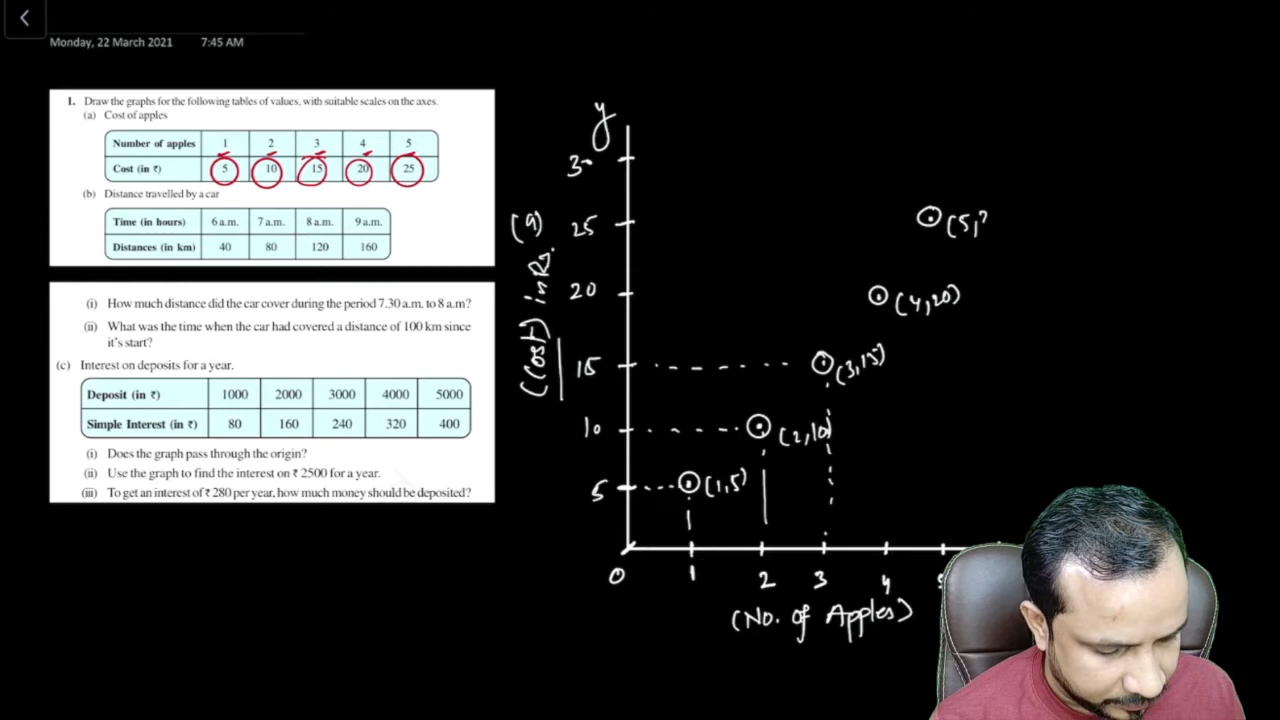 Monday, 22 March 2021 7:45 AM
1. Draw the graphs for the following tables of values, with suitable scales on the axes.
(a) Cost of apples
Number of apples 1 2 3 4 5
Cost (in ₹) 5 10 15 20 25
(b) Distance travelled by a car
Time (in hours) 6 a.m. 7 a.m. 8 a.m. 9 a.m.
Distances (in km) 40 80 120 160
(i) How much distance did the car cover during the period 7.30 a.m. to 8 a.m?
(ii) What was the time when the car had covered a distance of 100 km since
it's start?
(c) Interest on deposits for a year.
Deposit (in ₹) 1000 2000 3000 4000 5000
Simple Interest (in ₹) 80 160 240 320 400
(i) Does the graph pass through the origin?
(ii) Use the graph to find the interest on ₹ 2500 for a year.
(iii) To get an interest of ₹ 280 per year, how much money should be deposited?
y
30
(a)
25
(5,
20
(4,20)
(Cost) in Rs.
15
(3,15)
10
(2,10)
5
(1,5)
0 1 2 3 4
(No. of Apples)